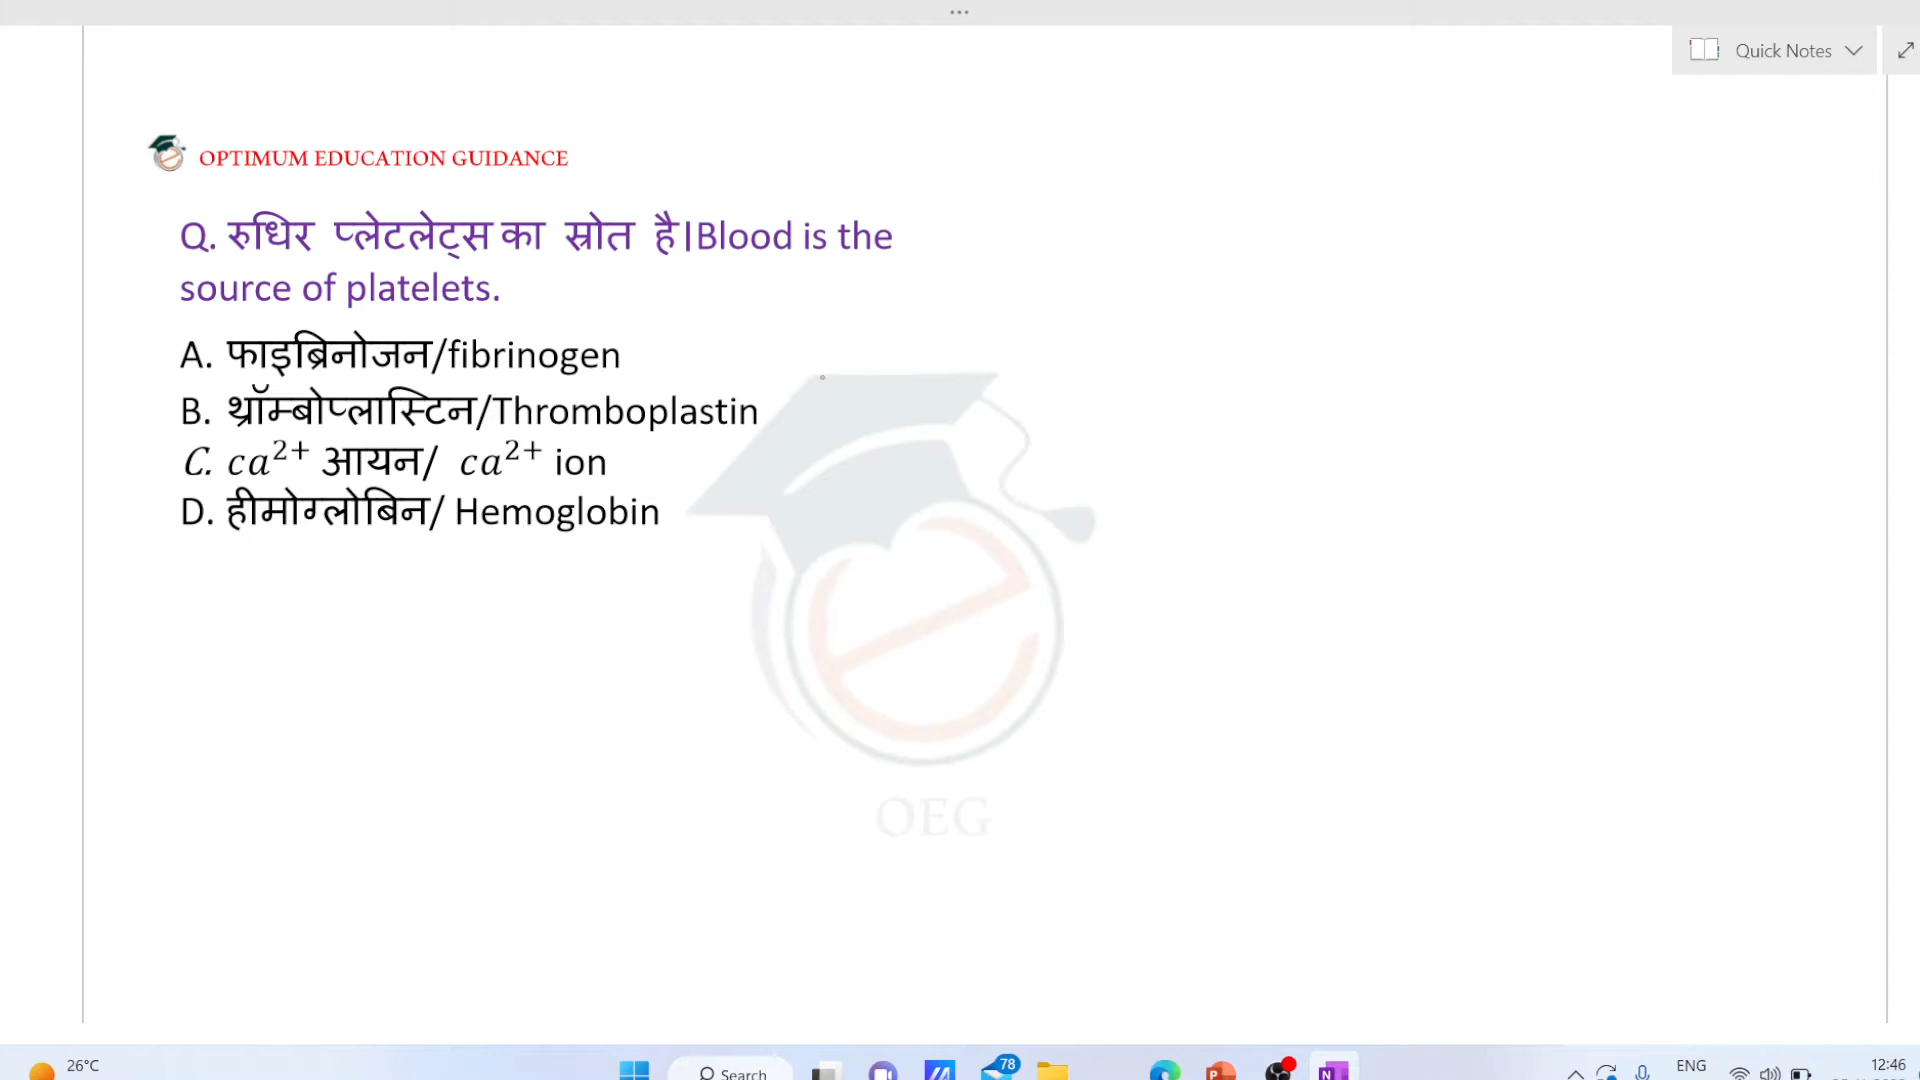 Quick Notes
OPTIMUM EDUCATION GUIDANCE
Q. रुधिर प्लेटलेट्स का स्रोत है|Blood is the
source of platelets.
A. फाइब्रिनोजन/fibrinogen
B. थ्रॉम्बोप्लास्टिन/Thromboplastin
C. ca²⁺ आयन/ ca²⁺ ion
D. हीमोग्लोबिन/ Hemoglobin
OEG
26°C
Search
78
ENG
12:46